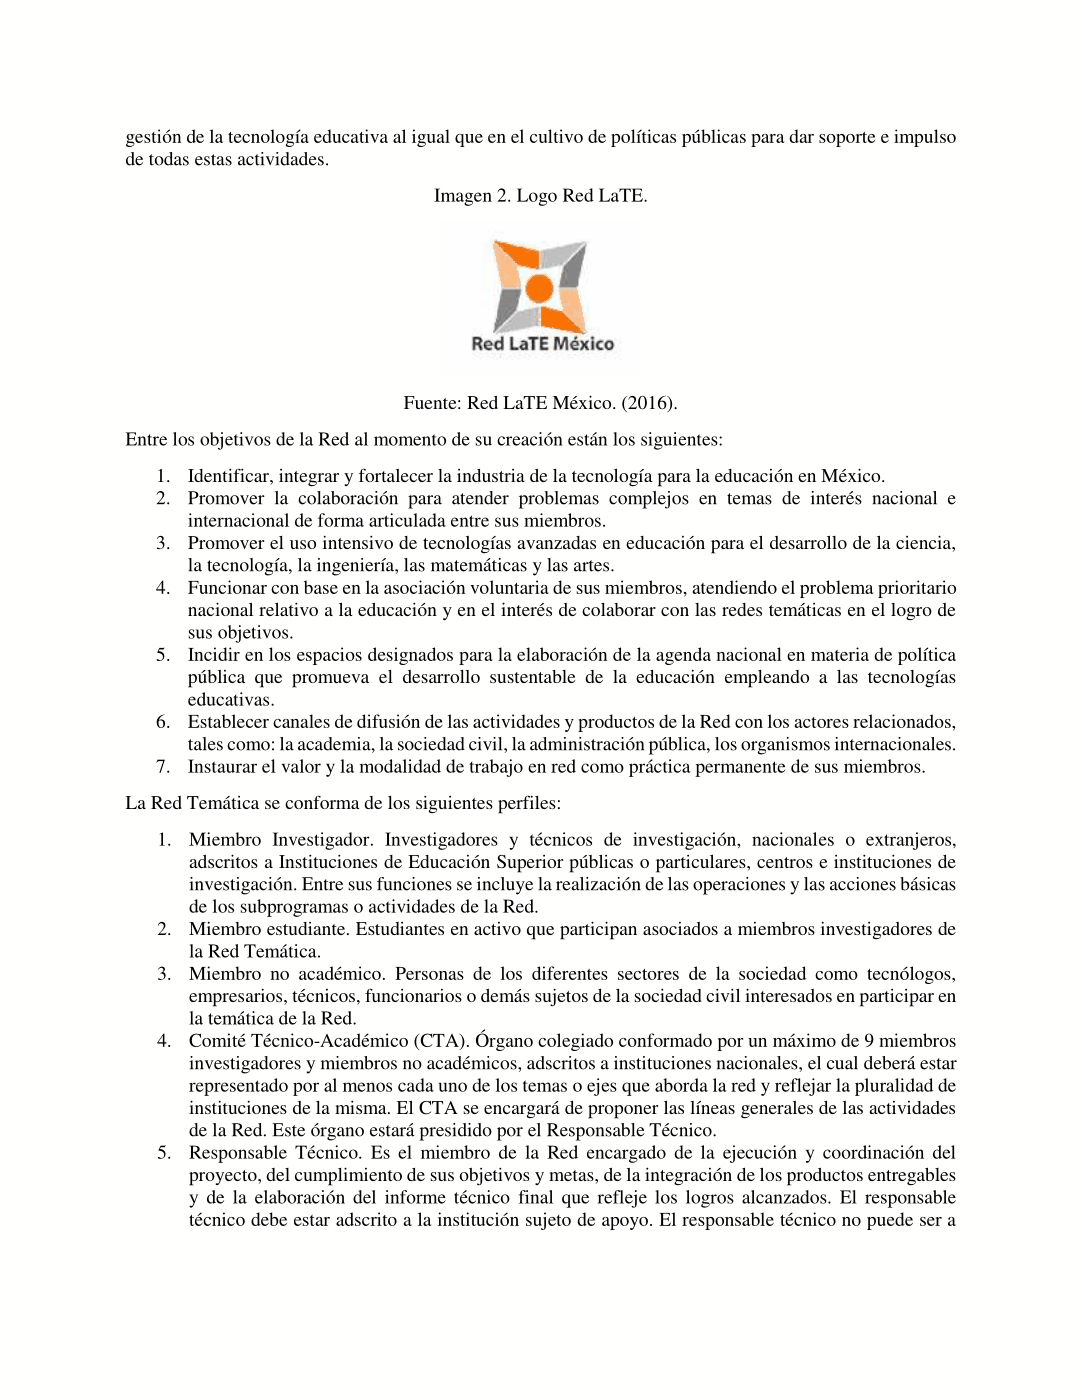 gestión de la tecnología educativa al igual que en el cultivo de políticas públicas para dar soporte e impulso
de todas estas actividades.
Imagen 2. Logo Red LaTE.
Red LaTE México
Fuente: Red LaTE México. (2016).
Entre los objetivos de la Red al momento de su creación están los siguientes:
1. Identificar, integrar y fortalecer la industria de la tecnología para la educación en México.
2. Promover la colaboración para atender problemas complejos en temas de interés nacional e
internacional de forma articulada entre sus miembros.
3. Promover el uso intensivo de tecnologías avanzadas en educación para el desarrollo de la ciencia,
la tecnología, la ingeniería, las matemáticas y las artes.
4. Funcionar con base en la asociación voluntaria de sus miembros, atendiendo el problema prioritario
nacional relativo a la educación y en el interés de colaborar con las redes temáticas en el logro de
sus objetivos.
5. Incidir en los espacios designados para la elaboración de la agenda nacional en materia de política
pública que promueva el desarrollo sustentable de la educación empleando a las tecnologías
educativas.
6. Establecer canales de difusión de las actividades y productos de la Red con los actores relacionados,
tales como: la academia, la sociedad civil, la administración pública, los organismos internacionales.
7. Instaurar el valor y la modalidad de trabajo en red como práctica permanente de sus miembros.
La Red Temática se conforma de los siguientes perfiles:
1. Miembro Investigador. Investigadores y técnicos de investigación, nacionales o extranjeros,
adscritos a Instituciones de Educación Superior públicas o particulares, centros e instituciones de
investigación. Entre sus funciones se incluye la realización de las operaciones y las acciones básicas
de los subprogramas o actividades de la Red.
2. Miembro estudiante. Estudiantes en activo que participan asociados a miembros investigadores de
la Red Temática.
3. Miembro no académico. Personas de los diferentes sectores de la sociedad como tecnólogos,
empresarios, técnicos, funcionarios o demás sujetos de la sociedad civil interesados en participar en
la temática de la Red.
4. Comité Técnico-Académico (CTA). Órgano colegiado conformado por un máximo de 9 miembros
investigadores y miembros no académicos, adscritos a instituciones nacionales, el cual deberá estar
representado por al menos cada uno de los temas o ejes que aborda la red y reflejar la pluralidad de
instituciones de la misma. El CTA se encargará de proponer las líneas generales de las actividades
de la Red. Este órgano estará presidido por el Responsable Técnico.
5. Responsable Técnico. Es el miembro de la Red encargado de la ejecución y coordinación del
proyecto, del cumplimiento de sus objetivos y metas, de la integración de los productos entregables
y de la elaboración del informe técnico final que refleje los logros alcanzados. El responsable
técnico debe estar adscrito a la institución sujeto de apoyo. El responsable técnico no puede ser a